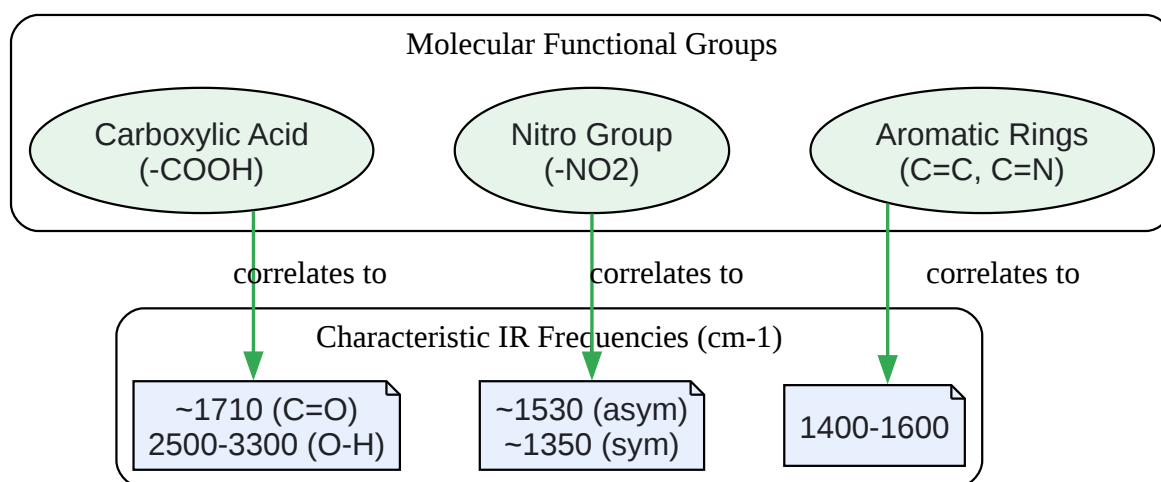 Molecular Functional Groups
Carboxylic Acid
(-COOH)
Nitro Group
(-NO2)
Aromatic Rings
(C=C, C=N)
correlates to
correlates to
correlates to
Characteristic IR Frequencies (cm-1)
~1710 (C=O)
2500-3300 (O-H)
~1530 (asym)
~1350 (sym)
1400-1600